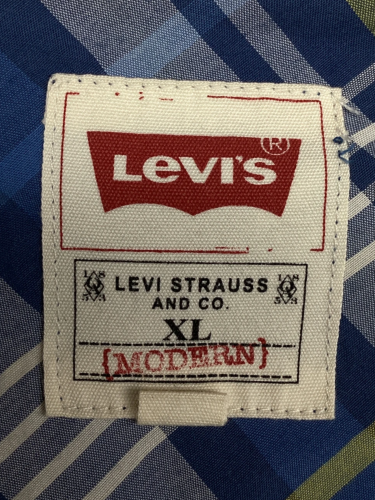 LEVI'S®
LEVI STRAUSS
AND CO.
XL
{MODERN}